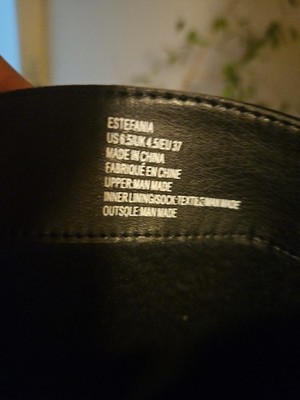 ESTEFANIA
US 6.5/UK 4.5/EU 37
MADE IN CHINA
FABRIQUÉ EN CHINE
UPPER:MAN MADE
INNER LINING/SOCK:TEXTILE/MAN MADE
OUTSOLE:MAN MADE